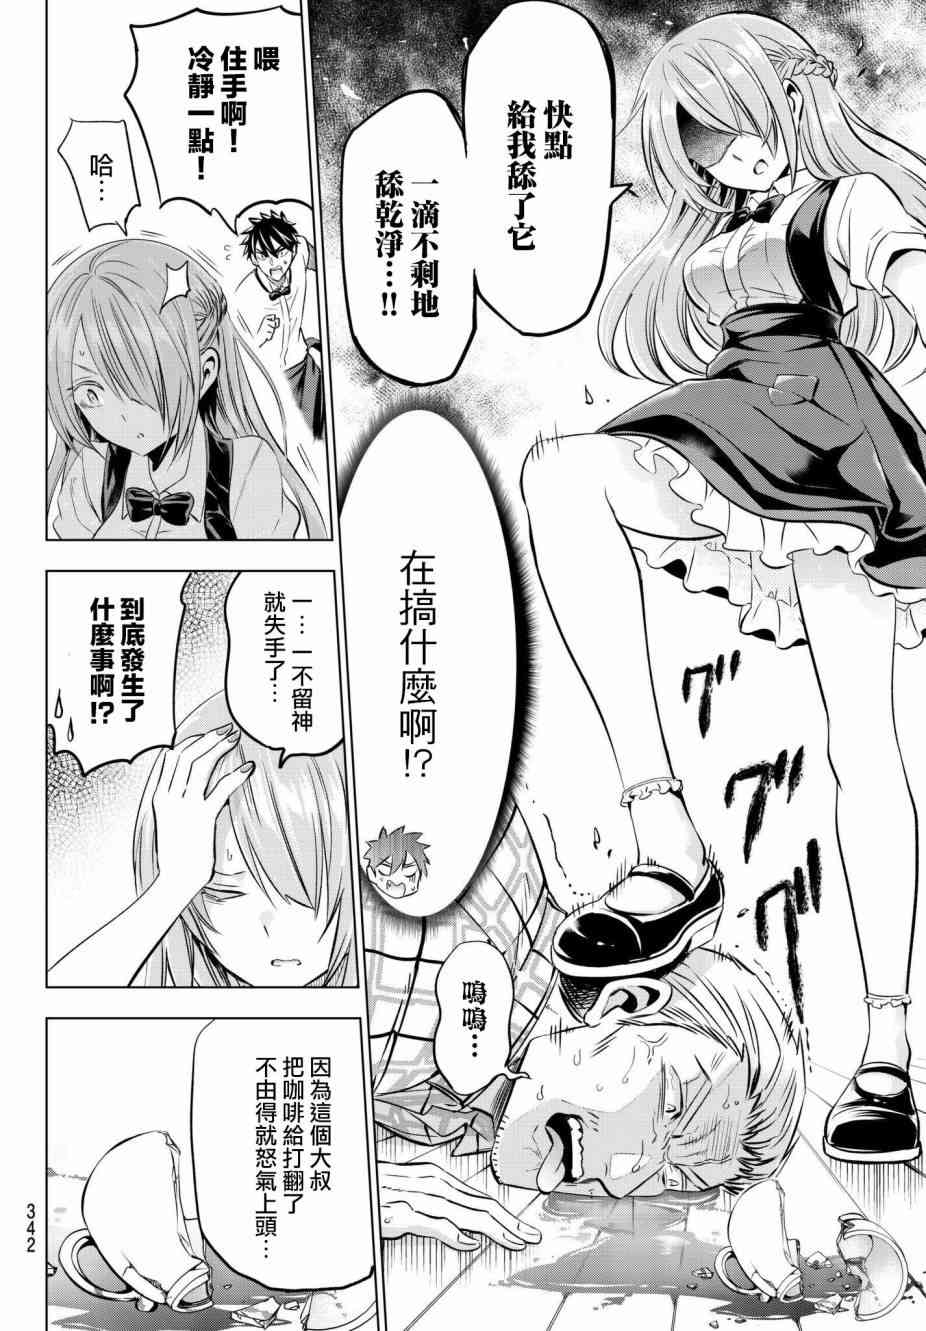 快點
給我舔了它
一滴不剩地
舔乾淨…!!
在搞什麼啊!?
グ
グ
グ
嗚嗚…
喂
住手啊!
冷靜一點!
哈…
一…一不留神
就失手了…
到底發生了
什麼事啊!?
因為這個大叔
把咖啡給打翻了
不由得就怒氣上頭…
342